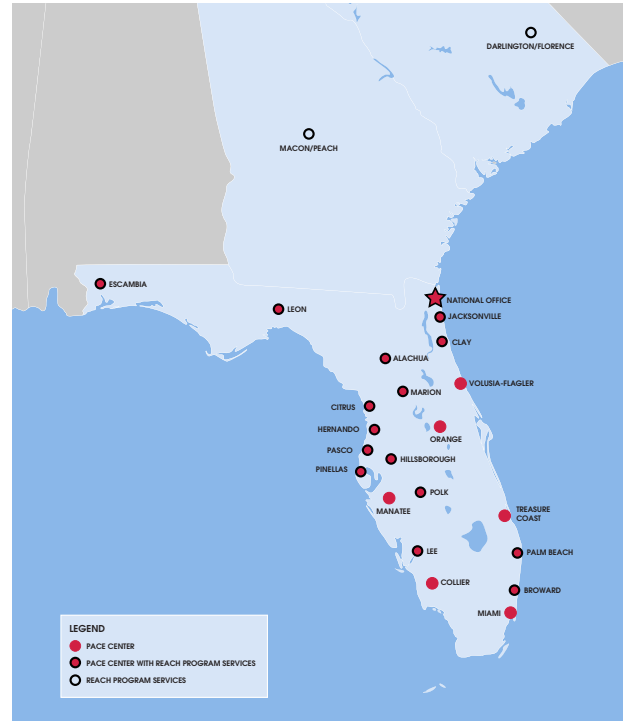 DARLINGTON/FLORENCE
MACON/PEACH
ESCAMBIA
LEON
NATIONAL OFFICE
JACKSONVILLE
CLAY
ALACHUA
VOLUSIA-FLAGLER
MARION
CITRUS
HERNANDO
ORANGE
PASCO
HILLSBOROUGH
PINELLAS
POLK
MANATEE
TREASURE
COAST
LEE
PALM BEACH
COLLIER
BROWARD
MIAMI
LEGEND
PACE CENTER
PACE CENTER WITH REACH PROGRAM SERVICES
REACH PROGRAM SERVICES